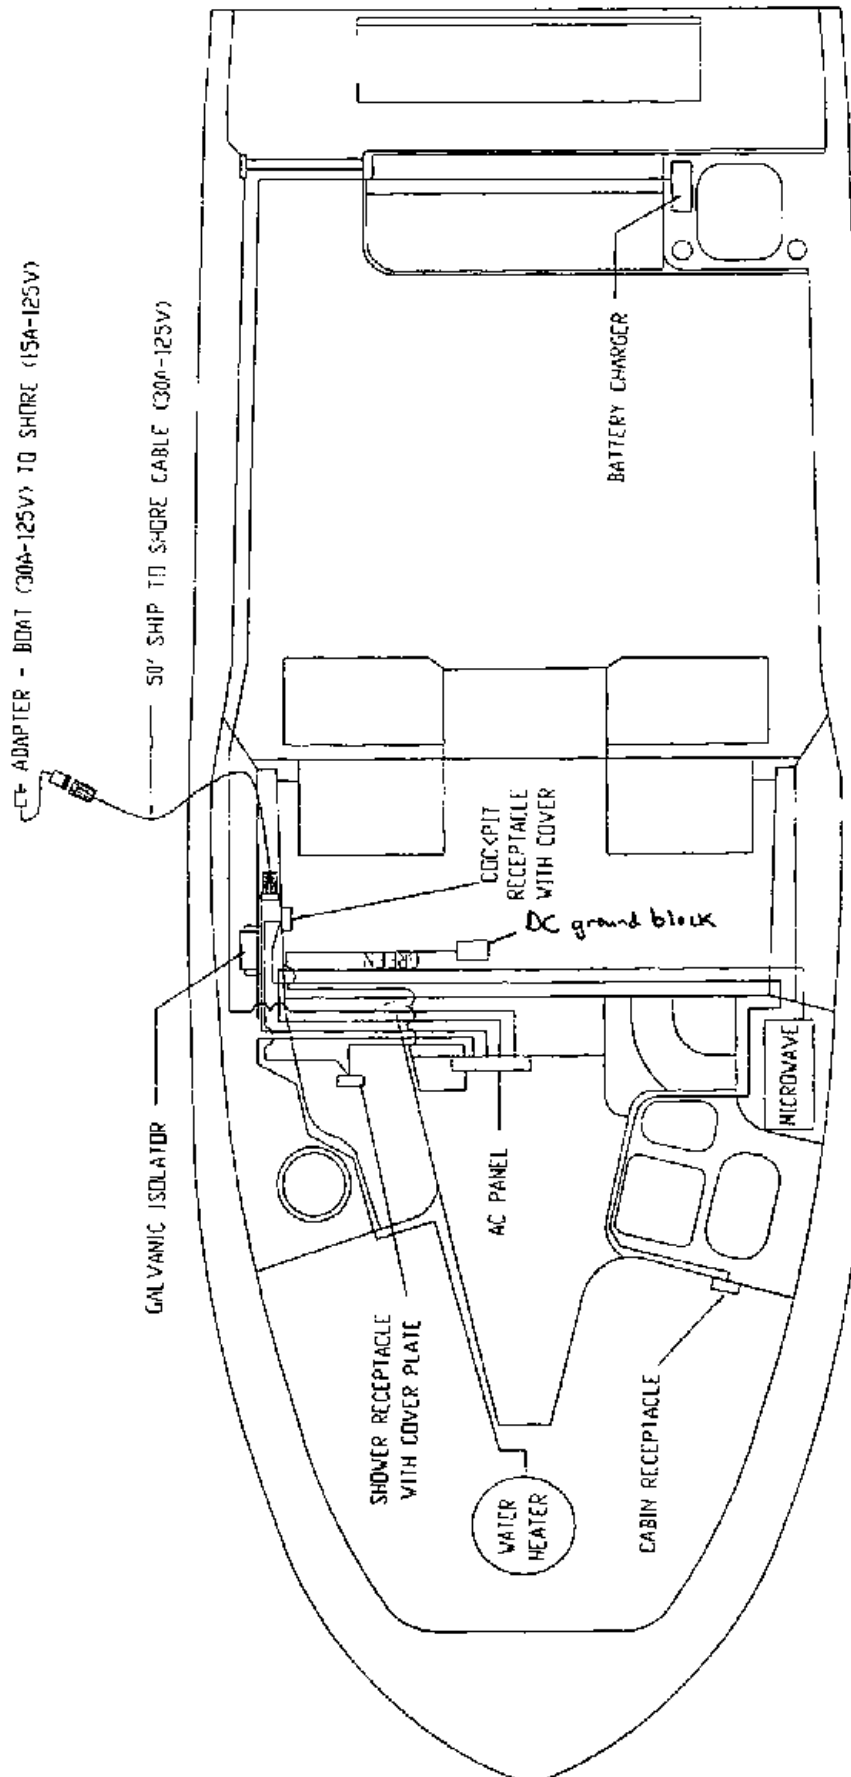 ADAPTER - BOAT (30A-125V) TO SHORE (15A-125V)
50' SHIP TO SHORE CABLE (30A-125V)
BATTERY CHARGER
COCKPIT
RECEPTACLE
WITH COVER
DC ground block
GREEN
GALVANIC ISOLATOR
MICROWAVE
AC PANEL
SHOWER RECEPTACLE
WITH COVER PLATE
WATER
HEATER
CABIN RECEPTACLE